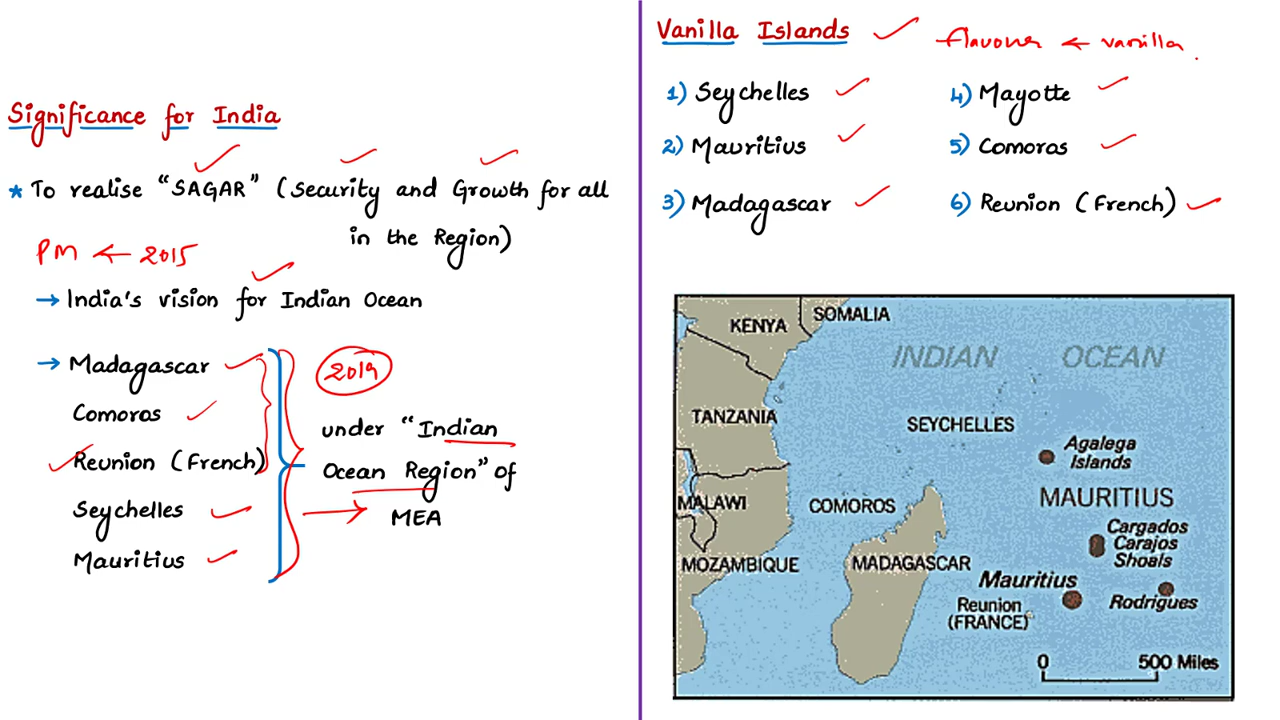 Significance for India
* To realise "SAGAR" (Security and Growth for all
in the Region)
PM ← 2015
→ India's vision for Indian Ocean
→ Madagascar
Comoros
Reunion (French)
Seychelles
Mauritius
2019
under "Indian
Ocean Region" of
MEA
Vanilla Islands
flavour ← vanilla
1) Seychelles
2) Mauritius
3) Madagascar
4) Mayotte
5) Comoros
6) Reunion (French)
SOMALIA
KENYA
INDIAN OCEAN
TANZANIA
SEYCHELLES
Agalega
Islands
MALAWI
COMOROS
MAURITIUS
Cargados
Carajos
Shoals
MOZAMBIQUE
MADAGASCAR
Mauritius
Rodrigues
Reunion
(FRANCE)
0 500 Miles